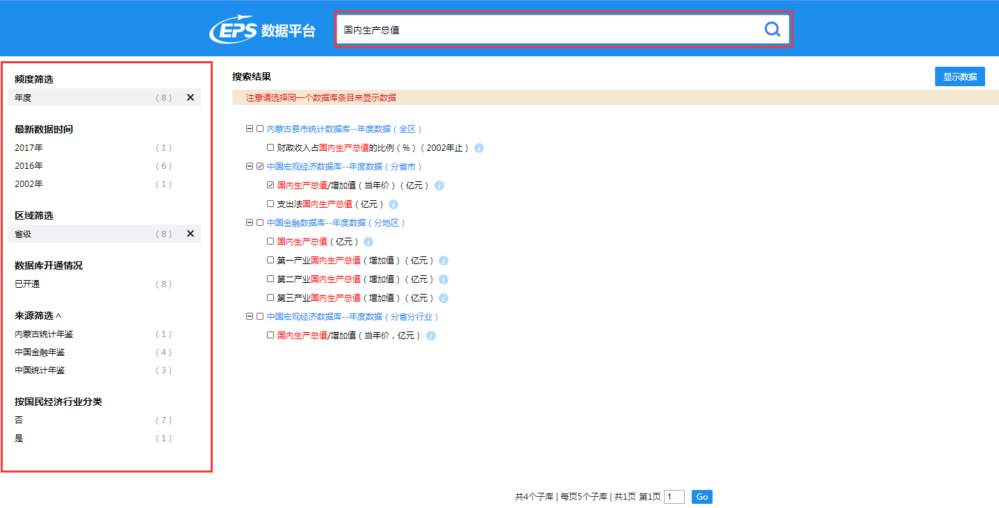 EPS 数据平台
国内生产总值
频度筛选
年度 ( 8 ) ✕
最新数据时间
2017年 ( 1 )
2016年 ( 6 )
2002年 ( 1 )
区域筛选
省级 ( 8 ) ✕
数据库开通情况
已开通 ( 8 )
来源筛选 ∧
内蒙古统计年鉴 ( 1 )
中国金融年鉴 ( 4 )
中国统计年鉴 ( 3 )
按国民经济行业分类
否 ( 7 )
是 ( 1 )
搜索结果
显示数据
注意请选择同一个数据库条目来显示数据
内蒙古县市统计数据库--年度数据（全区）
财政收入占国内生产总值的比例（%）（2002年止）
中国宏观经济数据库--年度数据（分省市）
国内生产总值/增加值（当年价）（亿元）
支出法国内生产总值（亿元）
中国金融数据库--年度数据（分地区）
国内生产总值（亿元）
第一产业国内生产总值（增加值）（亿元）
第二产业国内生产总值（增加值）（亿元）
第三产业国内生产总值（增加值）（亿元）
中国宏观经济数据库--年度数据（分省分行业）
国内生产总值/增加值（当年价，亿元）
共4个子库 | 每页5个子库 | 共1页 第1页 1 Go